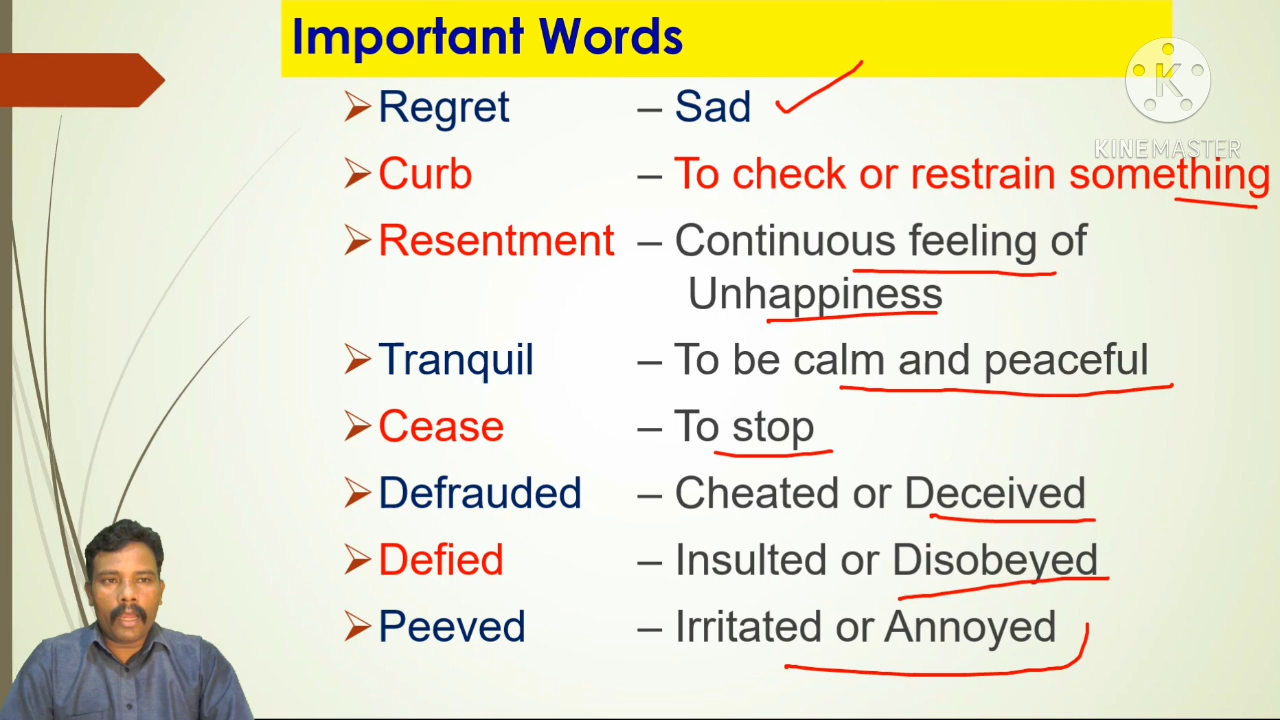 Important Words
K
KINEMASTER
Regret – Sad
Curb – To check or restrain something
Resentment – Continuous feeling of
Unhappiness
Tranquil – To be calm and peaceful
Cease – To stop
Defrauded – Cheated or Deceived
Defied – Insulted or Disobeyed
Peeved – Irritated or Annoyed